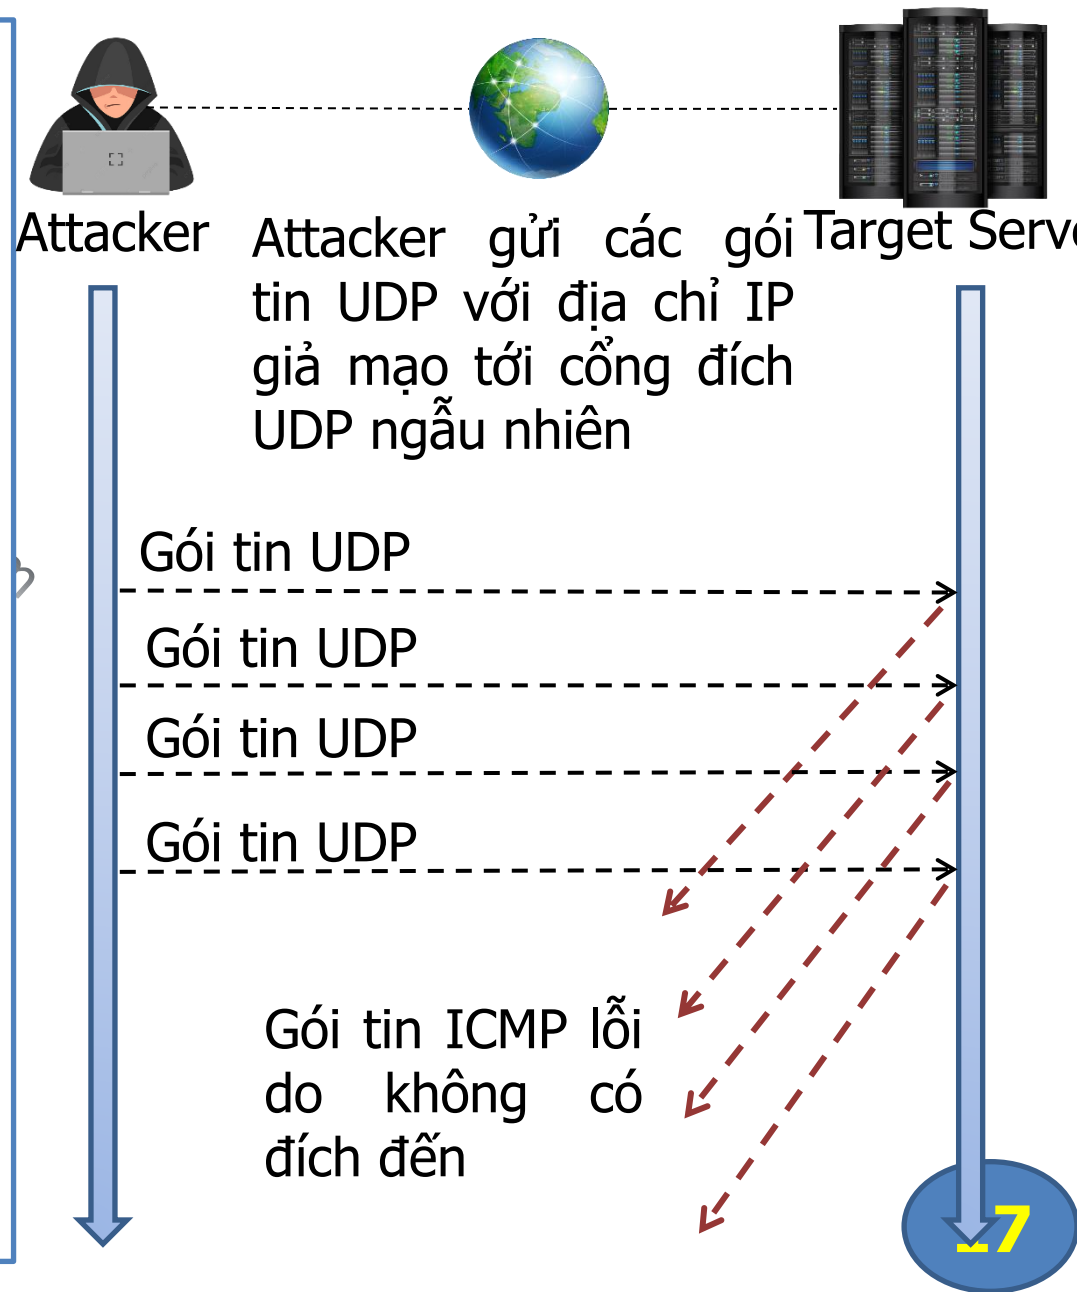 Attacker
Target Serve
Attacker gửi các gói
tin UDP với địa chỉ IP
giả mạo tới cổng đích
UDP ngẫu nhiên
Gói tin UDP
Gói tin UDP
Gói tin UDP
Gói tin UDP
Gói tin ICMP lỗi
do không có
đích đến
17